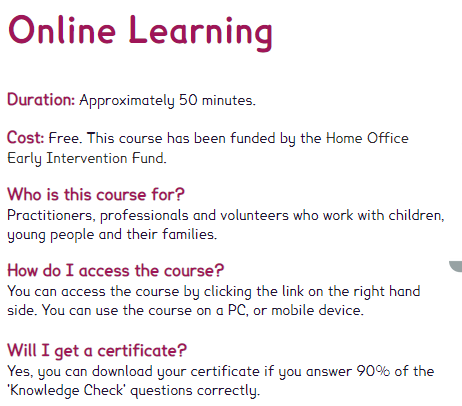 Online Learning
Duration: Approximately 50 minutes.
Cost: Free. This course has been funded by the Home Office
Early Intervention Fund.
Who is this course for?
Practitioners, professionals and volunteers who work with children,
young people and their families.
How do I access the course?
You can access the course by clicking the link on the right hand
side. You can use the course on a PC, or mobile device.
Will I get a certificate?
Yes, you can download your certificate if you answer 90% of the
'Knowledge Check' questions correctly.